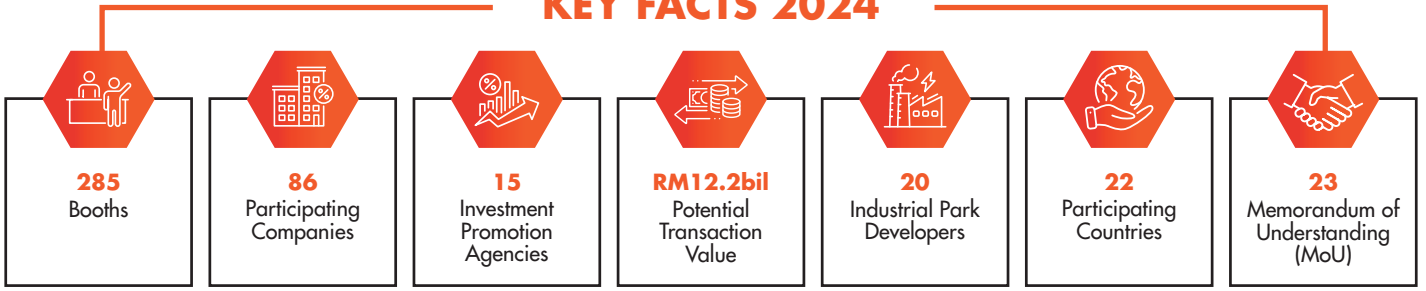 KEY FACTS 2024
285
Booths
86
Participating
Companies
15
Investment
Promotion
Agencies
RM12.2bil
Potential
Transaction
Value
20
Industrial Park
Developers
22
Participating
Countries
23
Memorandum of
Understanding
(MoU)